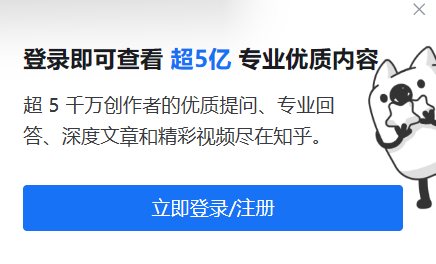 登录即可查看 超5亿 专业优质内容
超 5 千万创作者的优质提问、专业回
答、深度文章和精彩视频尽在知乎。
立即登录/注册